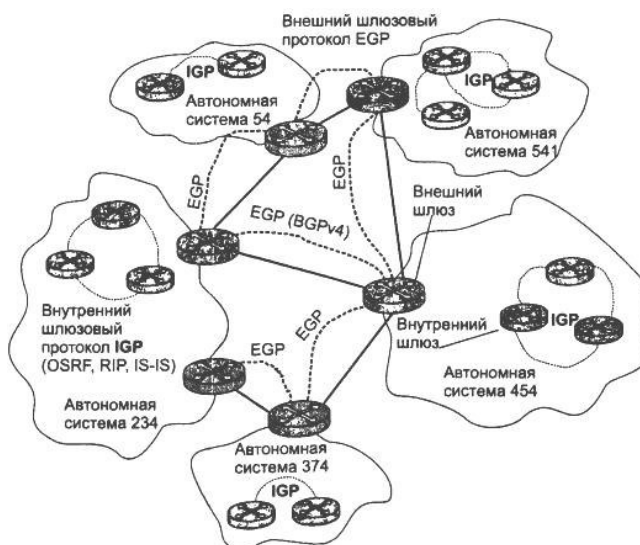 Внешний шлюзовый
протокол EGP
IGP
Автономная
система 54
IGP
Автономная
система 541
EGP
EGP
EGP (BGPv4)
Внешний
шлюз
Внутренний
шлюзовый
протокол IGP
(OSRF, RIP, IS-IS)
Автономная
система 234
EGP
EGP
Внутренний
шлюз
IGP
Автономная
система 454
Автономная
система 374
IGP